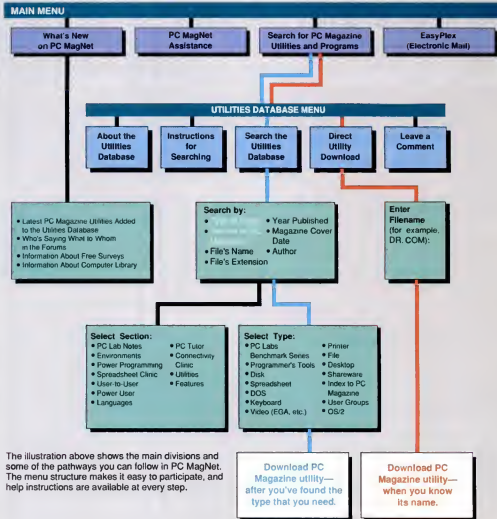 MAIN MENU
What's New
on PC MagNet
PC MagNet
Assistance
Search for PC Magazine
Utilities and Programs
EasyPlex
(Electronic Mail)
UTILITIES DATABASE MENU
About the
Utilities
Database
Instructions
for
Searching
Search the
Utilities
Database
Direct
Utility
Download
Leave a
Comment
• Latest PC Magazine Utilities Added
to the Utilities Database
• Who's Saying What to Whom
in the Forums
• Information About Free Surveys
• Information About Computer Library
Search by:
• File's Name
• File's Extension
• Year Published
• Magazine Cover
Date
• Author
Enter
Filename
(for example,
DR.COM):
Select Section:
• PC Lab Notes
• Environments
• Power Programming
• Spreadsheet Clinic
• User-to-User
• Power User
• Languages
• PC Tutor
• Connectivity
Clinic
• Utilities
• Features
Select Type:
• PC Labs
Benchmark Series
• Programmer's Tools
• Disk
• Spreadsheet
• DOS
• Keyboard
• Video (EGA, etc.)
• Printer
• File
• Desktop
• Shareware
• Index to PC
Magazine
• User Groups
• OS/2
The illustration above shows the main divisions and
some of the pathways you can follow in PC MagNet.
The menu structure makes it easy to participate, and
help instructions are available at every step.
Download PC
Magazine utility—
after you've found the
type that you need.
Download PC
Magazine utility—
when you know
its name.